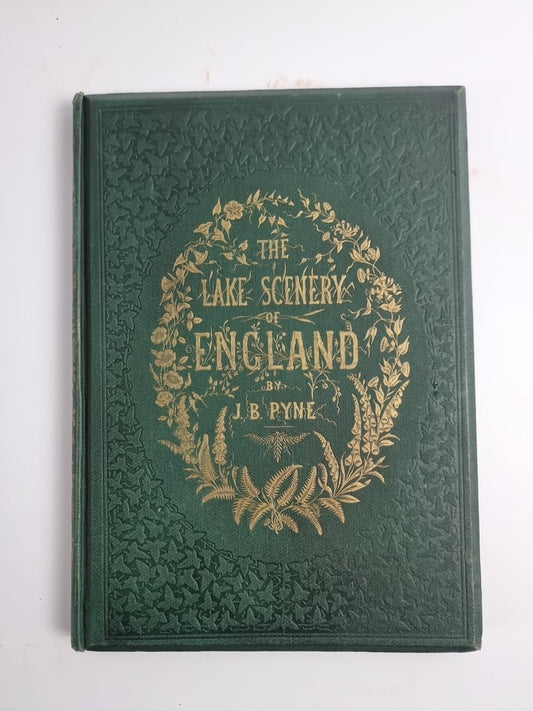 THE
LAKE SCENERY
OF
ENGLAND
BY
J. B. PYNE